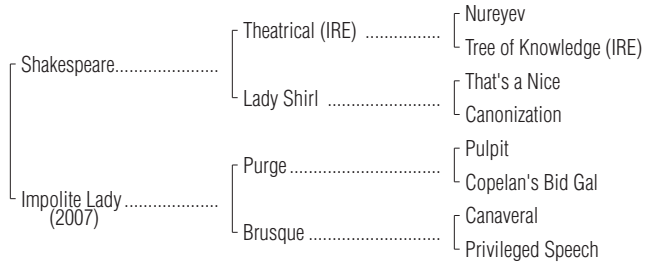 Nureyev
Theatrical (IRE) ..................
Tree of Knowledge (IRE)
Shakespeare.........................
That's a Nice
Lady Shirl ...........................
Canonization
Pulpit
Purge ....................................
Copelan's Bid Gal
Impolite Lady ......................
(2007)
Canaveral
Brusque ................................
Privileged Speech